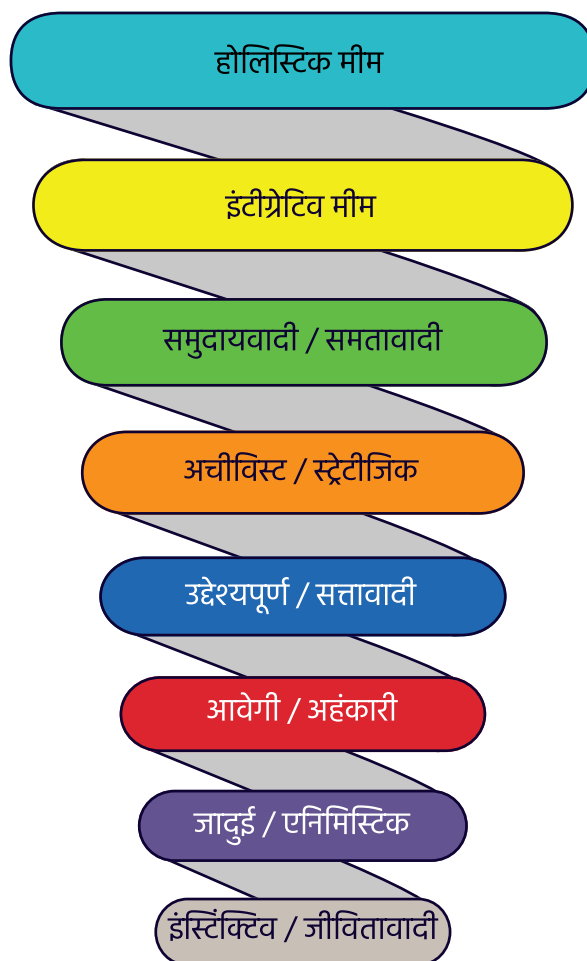 होलिस्टिक मीम
इंटीग्रेटिव मीम
समुदायवादी / समतावादी
अचीविस्ट / स्ट्रेटीजिक
उद्देश्यपूर्ण / सत्तावादी
आवेगी / अहंकारी
जादुई / एनिमिस्टिक
इंस्टिंक्टिव / जीवितावादी